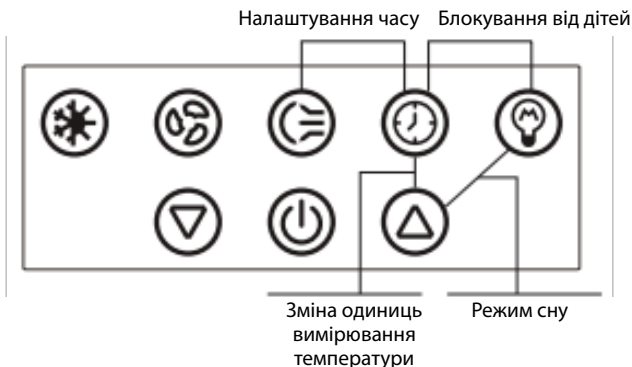 Налаштування часу Блокування від дітей
Зміна одиниць
вимірювання
температури
Режим сну